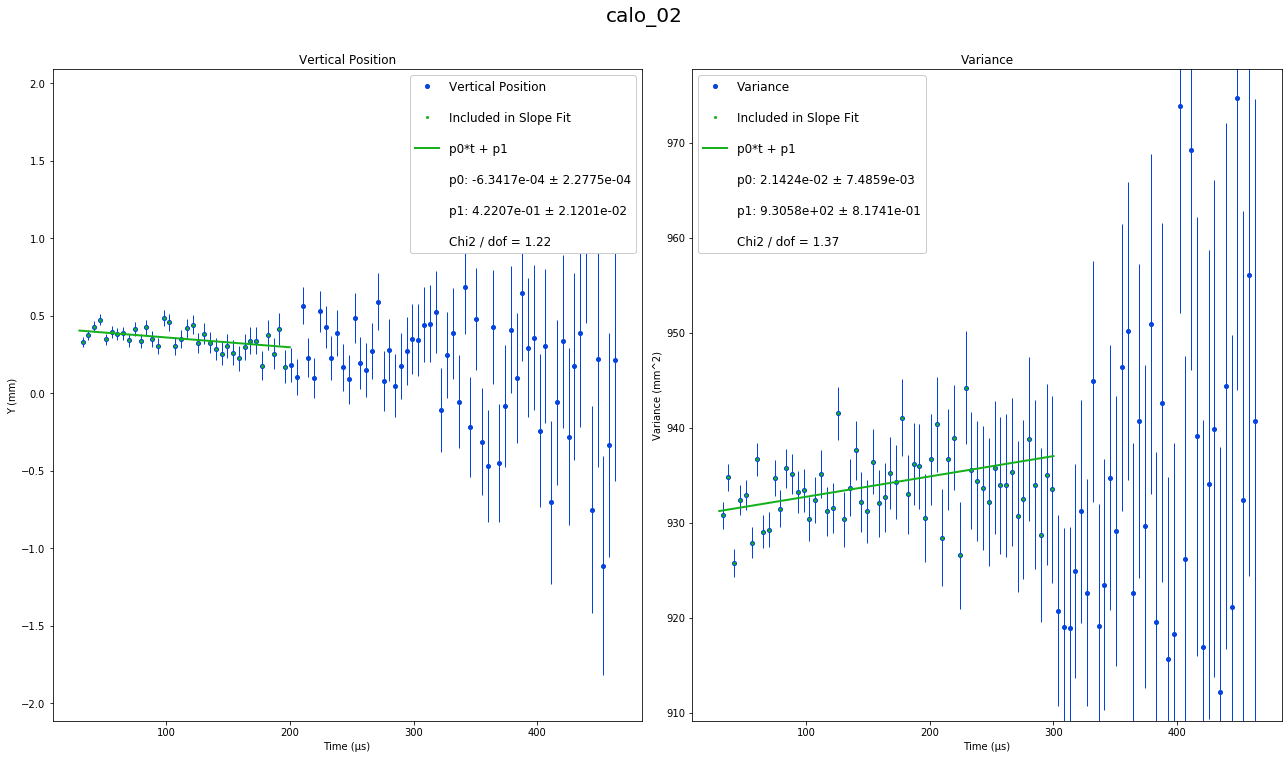 calo_02
Vertical Position
Vertical Position
Included in Slope Fit
p0*t + p1
p0: -6.3417e-04 ± 2.2775e-04
p1: 4.2207e-01 ± 2.1201e-02
Chi2 / dof = 1.22
2.0
1.5
1.0
0.5
0.0
−0.5
−1.0
−1.5
−2.0
Y (mm)
100
200
300
400
Time (μs)
Variance
Variance
Included in Slope Fit
p0*t + p1
p0: 2.1424e-02 ± 7.4859e-03
p1: 9.3058e+02 ± 8.1741e-01
Chi2 / dof = 1.37
970
960
950
940
930
920
910
Variance (mm^2)
100
200
300
400
Time (μs)